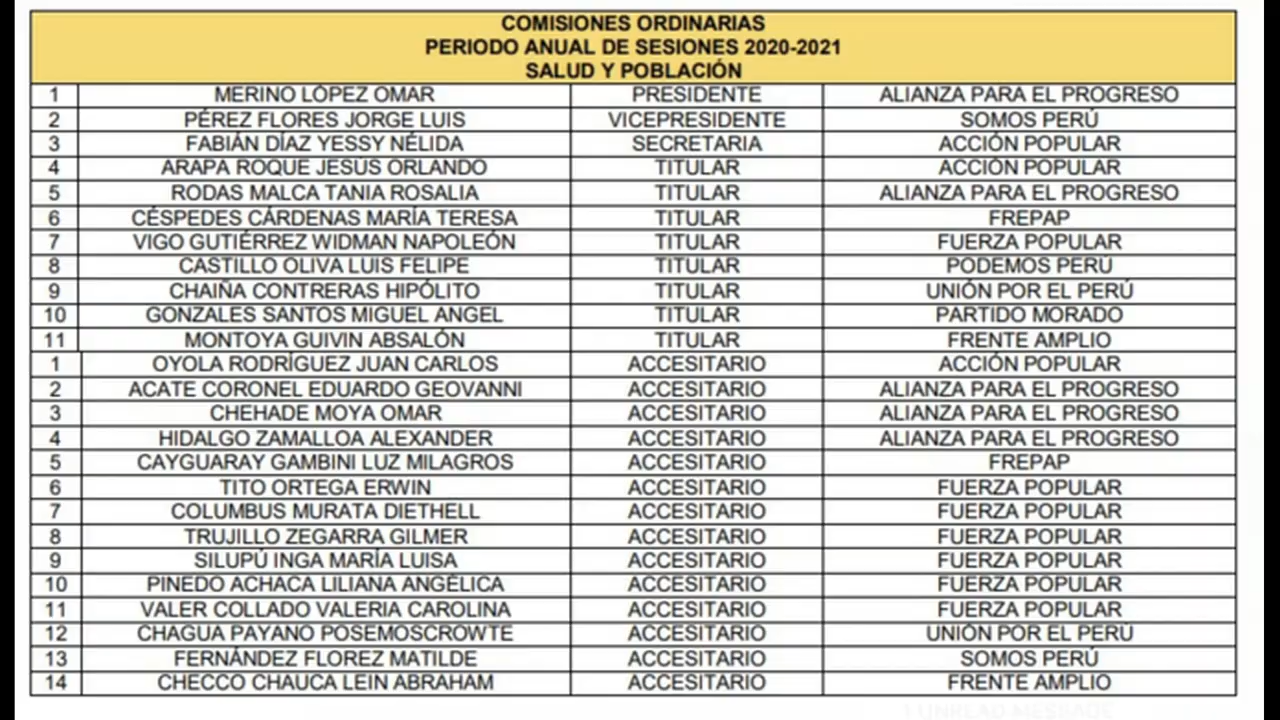 COMISIONES ORDINARIAS
PERIODO ANUAL DE SESIONES 2020-2021
SALUD Y POBLACIÓN
1 MERINO LÓPEZ OMAR PRESIDENTE ALIANZA PARA EL PROGRESO
2 PÉREZ FLORES JORGE LUIS VICEPRESIDENTE SOMOS PERÚ
3 FABIÁN DÍAZ YESSY NÉLIDA SECRETARIA ACCIÓN POPULAR
4 ARAPA ROQUE JESÚS ORLANDO TITULAR ACCIÓN POPULAR
5 RODAS MALCA TANIA ROSALIA TITULAR ALIANZA PARA EL PROGRESO
6 CÉSPEDES CÁRDENAS MARÍA TERESA TITULAR FREPAP
7 VIGO GUTIÉRREZ WIDMAN NAPOLEÓN TITULAR FUERZA POPULAR
8 CASTILLO OLIVA LUIS FELIPE TITULAR PODEMOS PERÚ
9 CHAIÑA CONTRERAS HIPÓLITO TITULAR UNIÓN POR EL PERÚ
10 GONZALES SANTOS MIGUEL ANGEL TITULAR PARTIDO MORADO
11 MONTOYA GUIVIN ABSALÓN TITULAR FRENTE AMPLIO
1 OYOLA RODRÍGUEZ JUAN CARLOS ACCESITARIO ACCIÓN POPULAR
2 ACATE CORONEL EDUARDO GEOVANNI ACCESITARIO ALIANZA PARA EL PROGRESO
3 CHEHADE MOYA OMAR ACCESITARIO ALIANZA PARA EL PROGRESO
4 HIDALGO ZAMALLOA ALEXANDER ACCESITARIO ALIANZA PARA EL PROGRESO
5 CAYGUARAY GAMBINI LUZ MILAGROS ACCESITARIO FREPAP
6 TITO ORTEGA ERWIN ACCESITARIO FUERZA POPULAR
7 COLUMBUS MURATA DIETHELL ACCESITARIO FUERZA POPULAR
8 TRUJILLO ZEGARRA GILMER ACCESITARIO FUERZA POPULAR
9 SILUPÚ INGA MARÍA LUISA ACCESITARIO FUERZA POPULAR
10 PINEDO ACHACA LILIANA ANGÉLICA ACCESITARIO FUERZA POPULAR
11 VALER COLLADO VALERIA CAROLINA ACCESITARIO FUERZA POPULAR
12 CHAGUA PAYANO POSEMOSCROWTE ACCESITARIO UNIÓN POR EL PERÚ
13 FERNÁNDEZ FLOREZ MATILDE ACCESITARIO SOMOS PERÚ
14 CHECCO CHAUCA LEIN ABRAHAM ACCESITARIO FRENTE AMPLIO